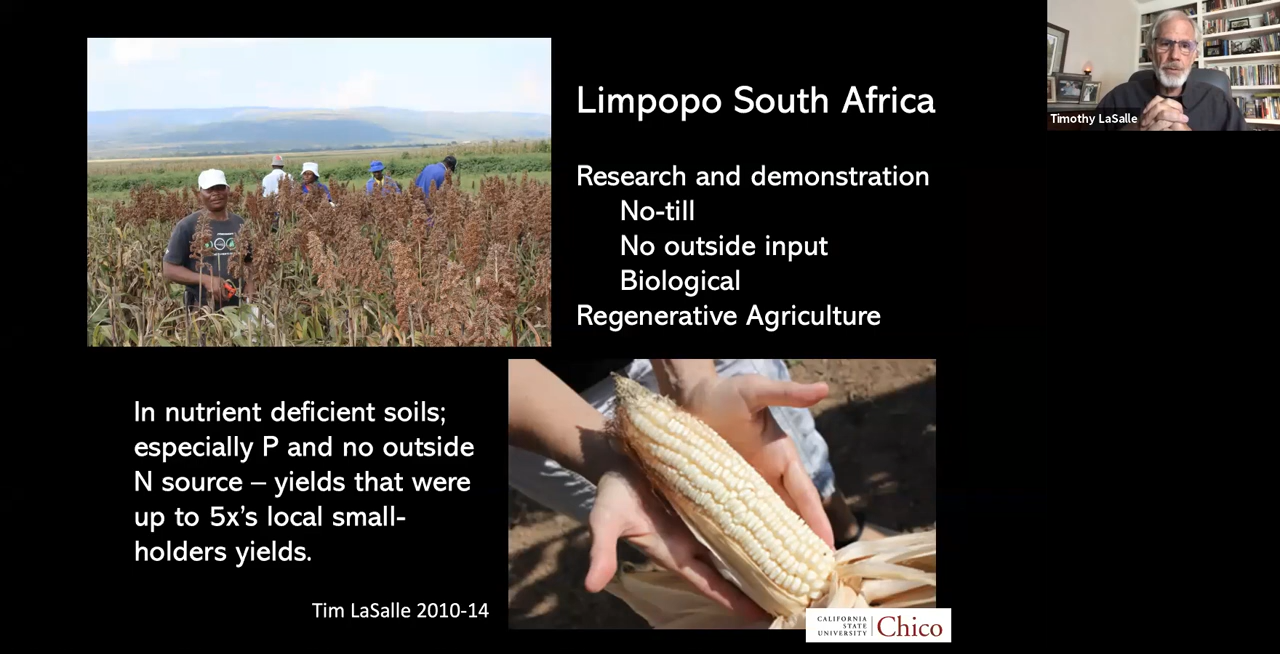 Limpopo South Africa
Research and demonstration
No-till
No outside input
Biological
Regenerative Agriculture
In nutrient deficient soils;
especially P and no outside
N source – yields that were
up to 5x’s local small-
holders yields.
Tim LaSalle 2010-14
CALIFORNIA
STATE
UNIVERSITY
Chico
Timothy LaSalle